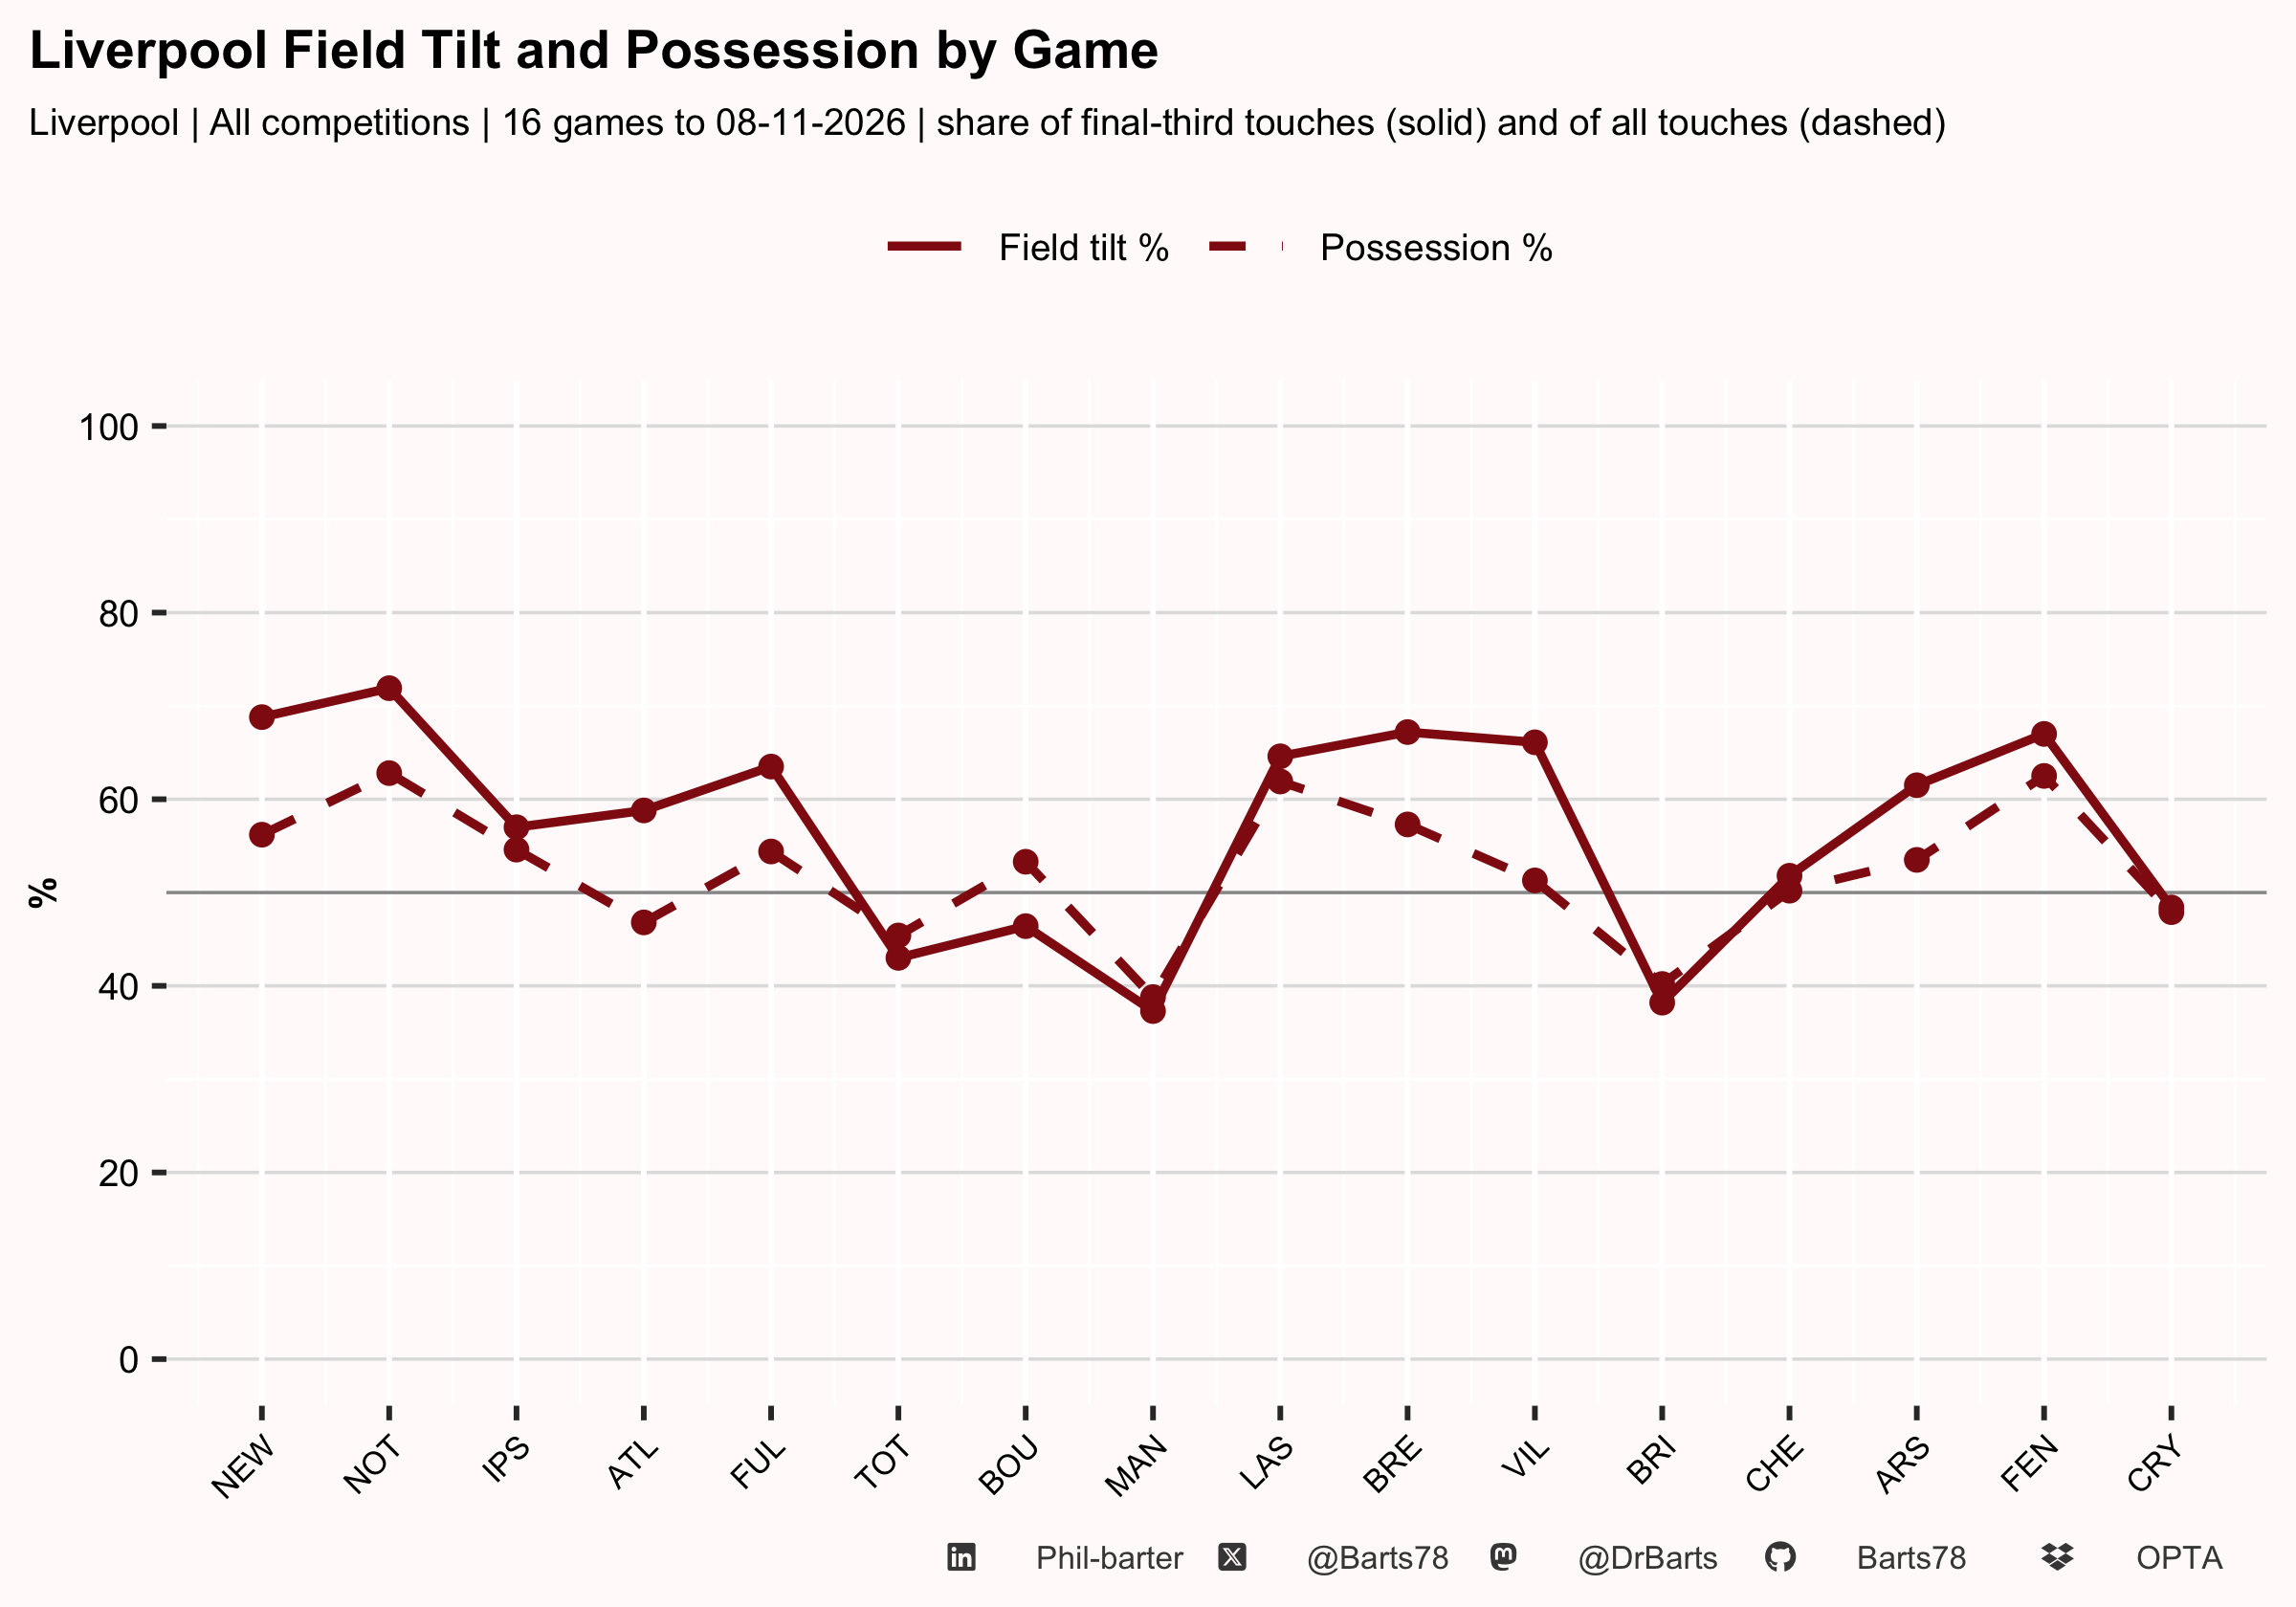 Liverpool Field Tilt and Possession by Game
Liverpool | All competitions | 16 games to 08-11-2026 | share of final-third touches (solid) and of all touches (dashed)
Field tilt % Possession %
100
80
60
%
40
20
0
NEW NOT IPS ATL FUL TOT BOU MAN LAS BRE VIL BRI CHE ARS FEN CRY
Phil-barter @Barts78 @DrBarts Barts78 OPTA